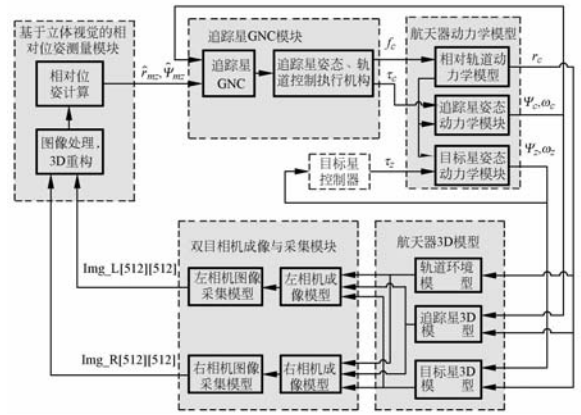 基于立体视觉的相
对位姿测量模块
相对位
姿计算
图像处理,
3D重构
r̂mz, Ψ̂mz
追踪星GNC模块
追踪星
GNC
追踪星姿态、轨
道控制执行机构
fc
τc
航天器动力学模型
相对轨道动
力学模型
追踪星姿态
动力学模块
目标星姿态
动力学模块
rc
Ψc,ωc
Ψz,ωz
目标星
控制器
τz
双目相机成像与采集模块
左相机图像
采集模型
左相机成
像模型
右相机图像
采集模型
右相机成
像模型
Img_L[512][512]
Img_R[512][512]
航天器3D模型
轨道环境
模 型
追踪星3D
模 型
目标星3D
模 型